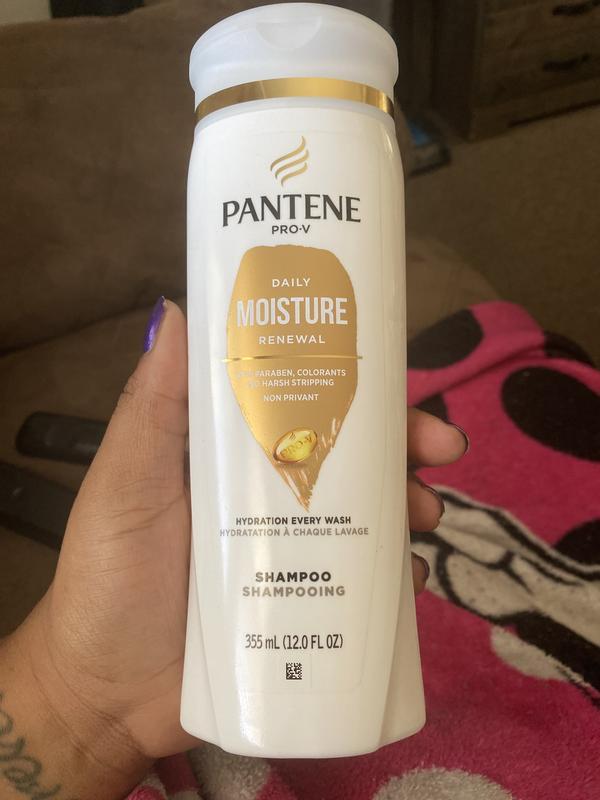 PANTENE
PRO-V
DAILY
MOISTURE
RENEWAL
PARABEN, COLORANTS
HARSH STRIPPING
NON PRIVANT
HYDRATION EVERY WASH
HYDRATATION À CHAQUE LAVAGE
SHAMPOO
SHAMPOOING
355 mL (12.0 FL OZ)